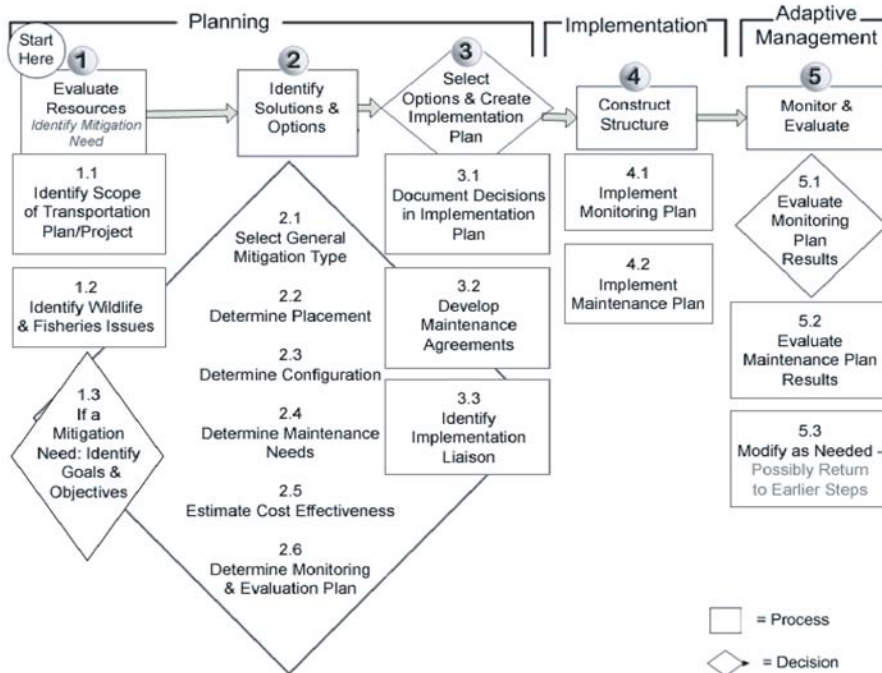 Planning
Implementation
Adaptive
Management
Start
Here
1
Evaluate
Resources
Identify Mitigation
Need
2
Identify
Solutions &
Options
3
Select
Options & Create
Implementation
Plan
4
Construct
Structure
5
Monitor &
Evaluate
1.1
Identify Scope
of Transportation
Plan/Project
1.2
Identify Wildlife
& Fisheries Issues
1.3
If a
Mitigation
Need: Identify
Goals &
Objectives
2.1
Select General
Mitigation Type
2.2
Determine Placement
2.3
Determine Configuration
2.4
Determine Maintenance
Needs
2.5
Estimate Cost Effectiveness
2.6
Determine Monitoring
& Evaluation Plan
3.1
Document Decisions
in Implementation
Plan
3.2
Develop
Maintenance
Agreements
3.3
Identify
Implementation
Liaison
4.1
Implement
Monitoring Plan
4.2
Implement
Maintenance Plan
5.1
Evaluate
Monitoring
Plan
Results
5.2
Evaluate
Maintenance Plan
Results
5.3
Modify as Needed -
Possibly Return
to Earlier Steps
= Process
= Decision